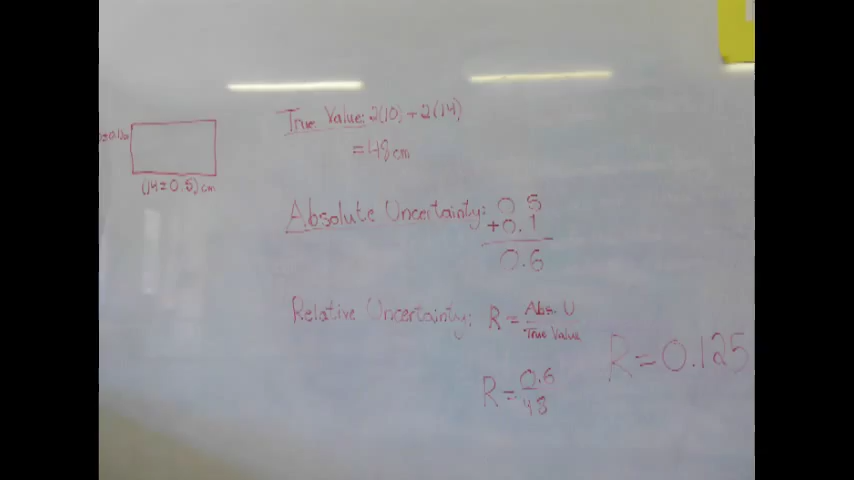 True Value: 2(10) + 2(14)
= 48 cm
(14 ± 0.5) cm
Absolute Uncertainty: 0.5
+0.1
0.6
Relative Uncertainty: R = Abs. U
True Value
R = 0.6
48
R = 0.125